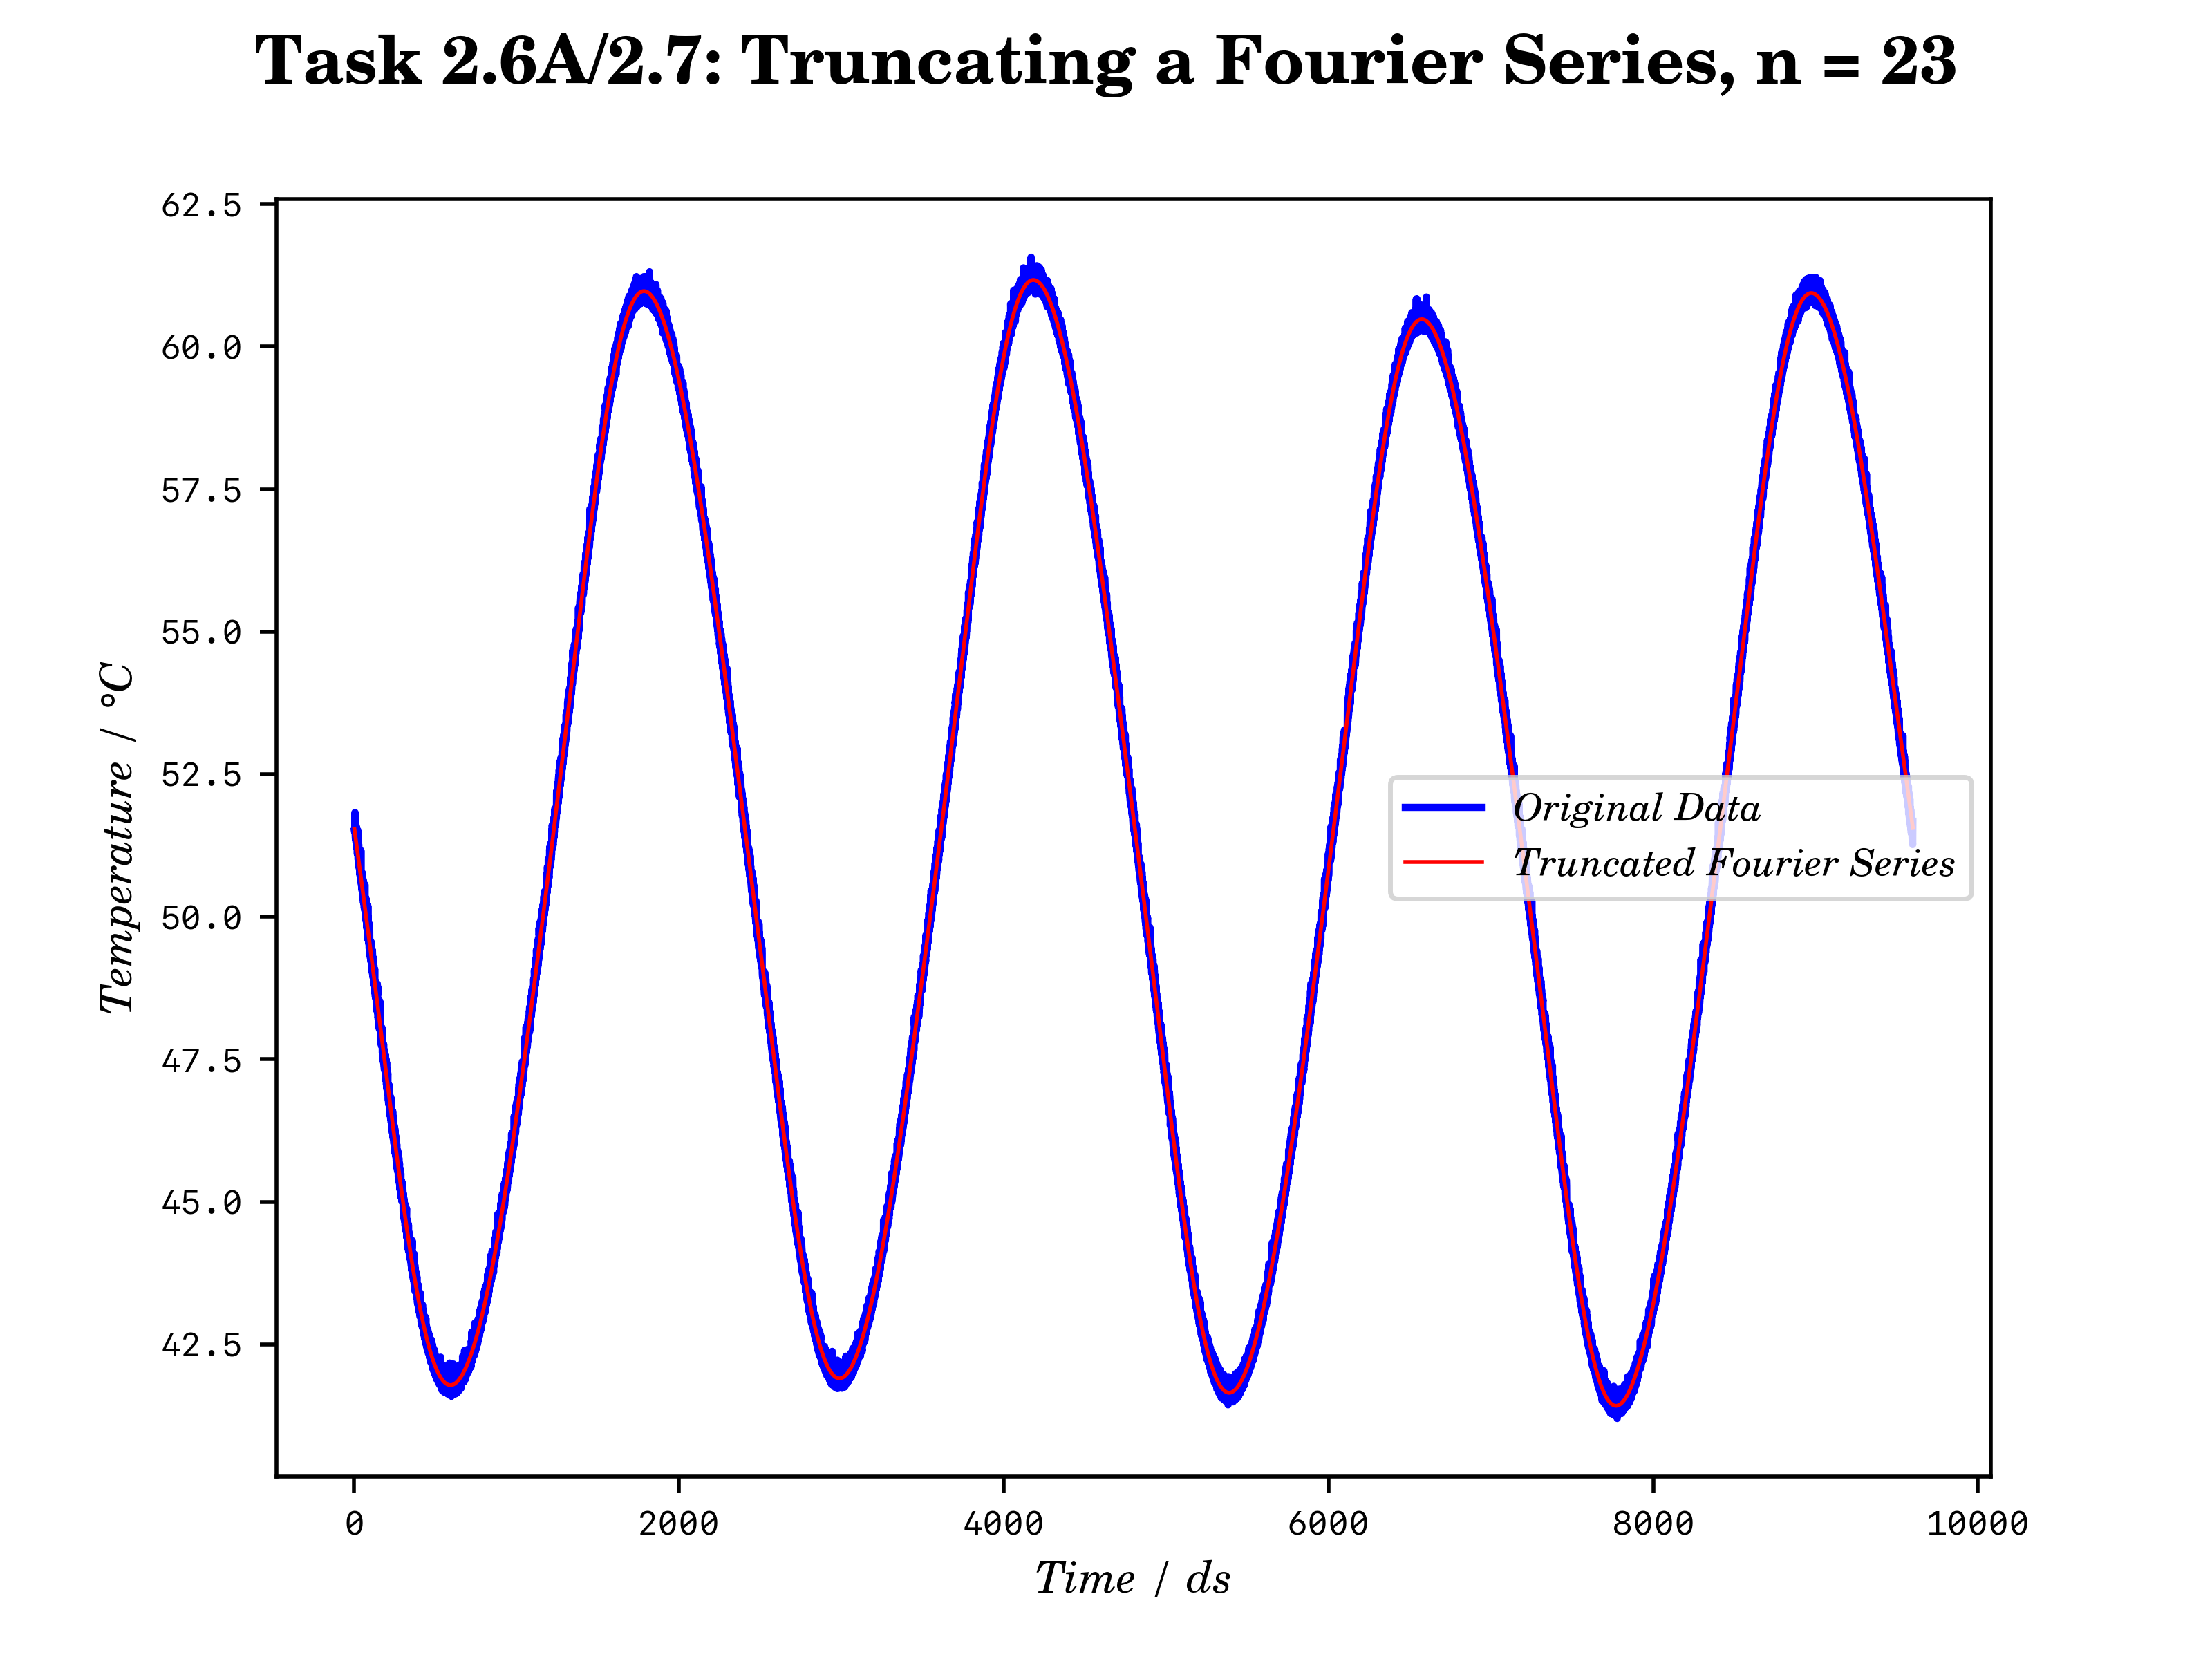 Task 2.6A/2.7: Truncating a Fourier Series, n = 23
62.5
60.0
57.5
55.0
52.5
50.0
47.5
45.0
42.5
Temperature / °C
Original Data
Truncated Fourier Series
0 2000 4000 6000 8000 10000
Time / ds